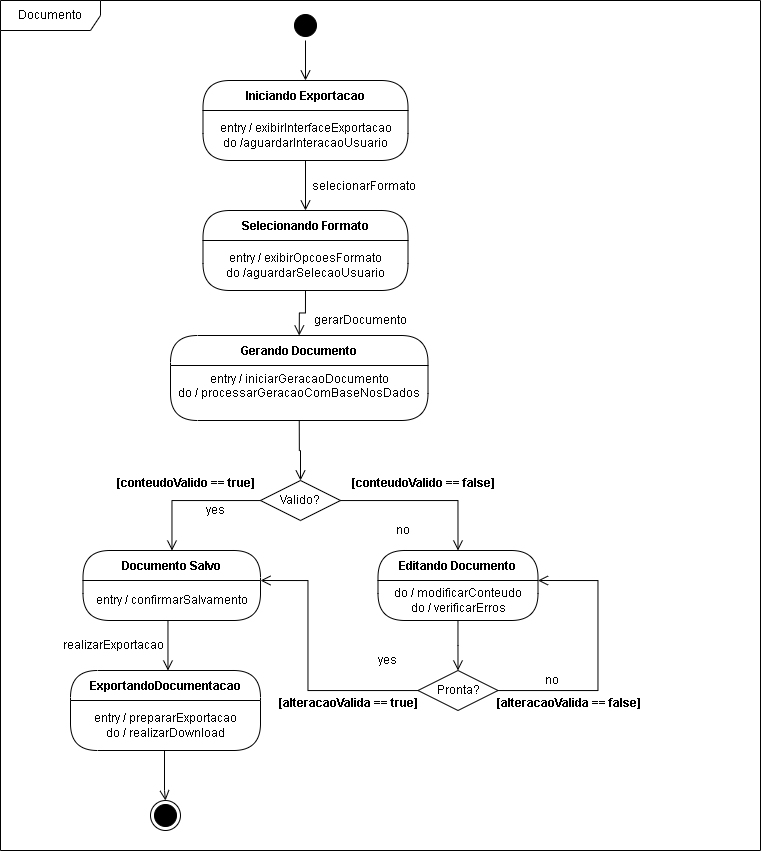 Documento
Iniciando Exportacao
entry / exibirInterfaceExportacao
do /aguardarInteracaoUsuario
selecionarFormato
Selecionando Formato
entry / exibirOpcoesFormato
do /aguardarSelecaoUsuario
gerarDocumento
Gerando Documento
entry / iniciarGeracaoDocumento
do / processarGeracaoComBaseNosDados
[conteudoValido == true]
[conteudoValido == false]
Valido?
yes
no
Documento Salvo
entry / confirmarSalvamento
Editando Documento
do / modificarConteudo
do / verificarErros
realizarExportacao
yes
no
Pronta?
[alteracaoValida == true]
[alteracaoValida == false]
ExportandoDocumentacao
entry / prepararExportacao
do / realizarDownload